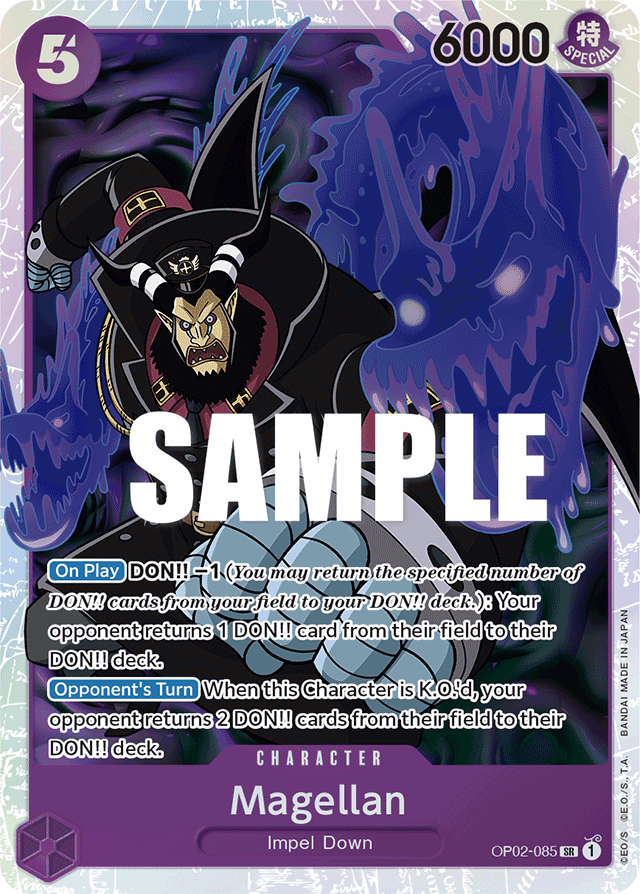 5
6000
特
SPECIAL
SAMPLE
On Play DON!! −1 (You may return the specified number of
DON!! cards from your field to your DON!! deck.): Your
opponent returns 1 DON!! card from their field to their
DON!! deck.
Opponent's Turn When this Character is K.O.'d, your
opponent returns 2 DON!! cards from their field to their
DON!! deck.
CHARACTER
Magellan
Impel Down
OP02-085 SR 1
©EO/S ©E.O./S., T.A. BANDAI MADE IN JAPAN